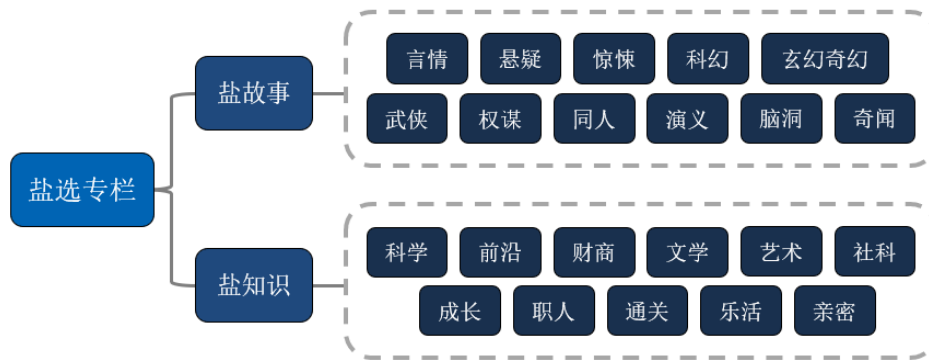 盐选专栏
盐故事
言情 悬疑 惊悚 科幻 玄幻奇幻
武侠 权谋 同人 演义 脑洞 奇闻
盐知识
科学 前沿 财商 文学 艺术 社科
成长 职人 通关 乐活 亲密